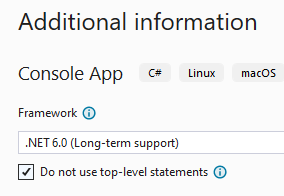 Additional information
Console App C# Linux macOS
Framework
.NET 6.0 (Long-term support)
Do not use top-level statements